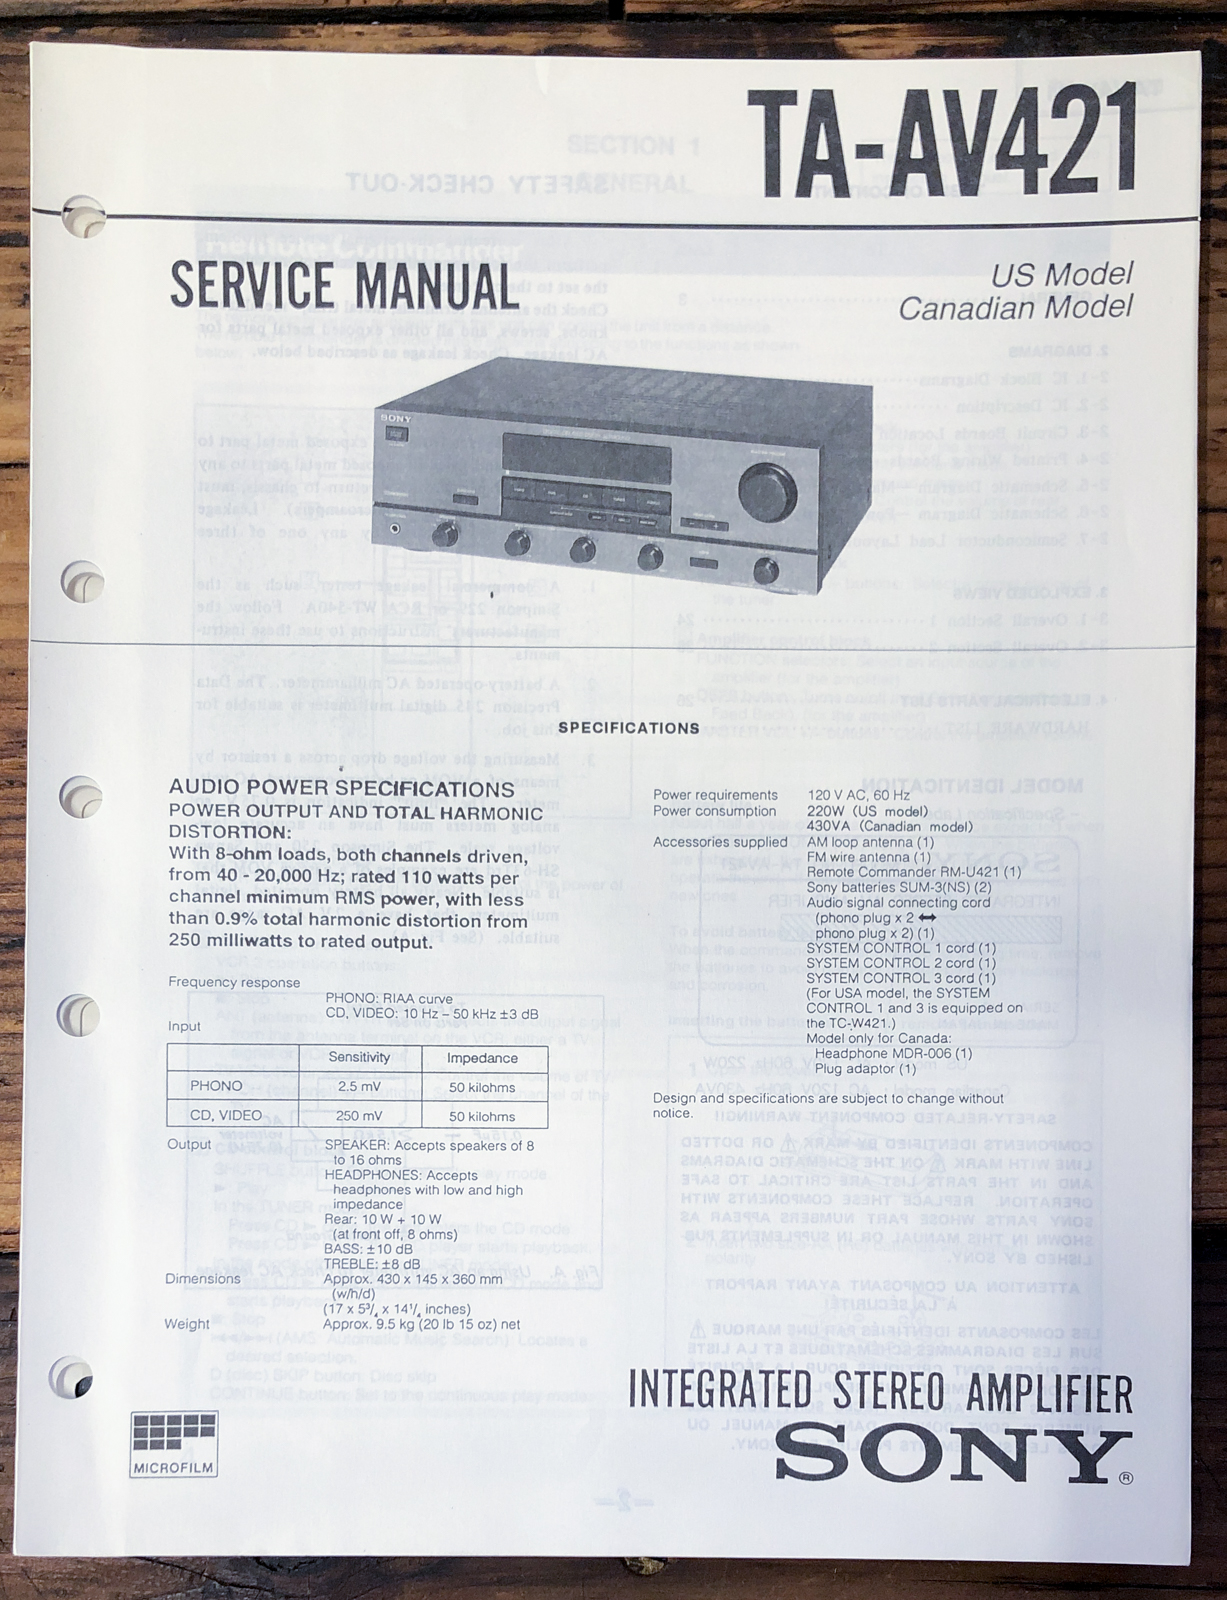 TA-AV421
SERVICE MANUAL
US Model
Canadian Model
SONY
SPECIFICATIONS
AUDIO POWER SPECIFICATIONS
POWER OUTPUT AND TOTAL HARMONIC
DISTORTION:
With 8-ohm loads, both channels driven,
from 40 - 20,000 Hz; rated 110 watts per
channel minimum RMS power, with less
than 0.9% total harmonic distortion from
250 milliwatts to rated output.
Frequency response
PHONO: RIAA curve
CD, VIDEO: 10 Hz – 50 kHz ±3 dB
Input
Sensitivity Impedance
PHONO 2.5 mV 50 kilohms
CD, VIDEO 250 mV 50 kilohms
Output SPEAKER: Accepts speakers of 8
to 16 ohms
HEADPHONES: Accepts
headphones with low and high
impedance
Rear: 10 W + 10 W
(at front off, 8 ohms)
BASS: ±10 dB
TREBLE: ±8 dB
Dimensions Approx. 430 x 145 x 360 mm
(w/h/d)
(17 x 5³/₄ x 14¹/₄ inches)
Weight Approx. 9.5 kg (20 lb 15 oz) net
Power requirements 120 V AC, 60 Hz
Power consumption 220W (US model)
430VA (Canadian model)
Accessories supplied AM loop antenna (1)
FM wire antenna (1)
Remote Commander RM-U421 (1)
Sony batteries SUM-3(NS) (2)
Audio signal connecting cord
(phono plug x 2 ↔
phono plug x 2) (1)
SYSTEM CONTROL 1 cord (1)
SYSTEM CONTROL 2 cord (1)
SYSTEM CONTROL 3 cord (1)
(For USA model, the SYSTEM
CONTROL 1 and 3 is equipped on
the TC-W421.)
Model only for Canada:
Headphone MDR-006 (1)
Plug adaptor (1)
Design and specifications are subject to change without
notice.
MICROFILM
INTEGRATED STEREO AMPLIFIER
SONY®